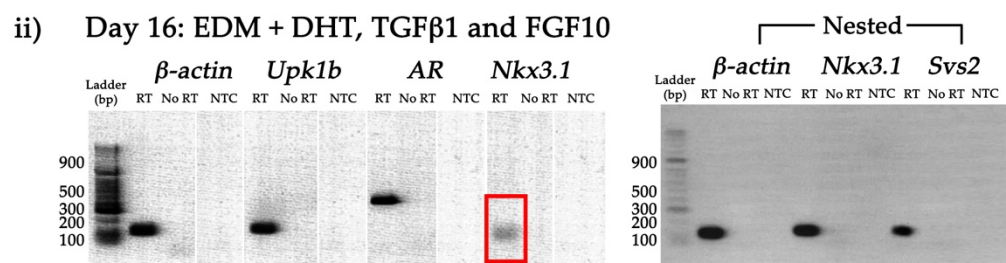 ii) Day 16: EDM + DHT, TGFβ1 and FGF10
Nested
β-actin Upk1b AR Nkx3.1 β-actin Nkx3.1 Svs2
Ladder (bp) RT No RT NTC RT No RT NTC RT No RT NTC RT No RT NTC
900
500
300
200
100
Ladder (bp) RT No RT NTC RT No RT NTC RT No RT NTC
900
500
300
200
100